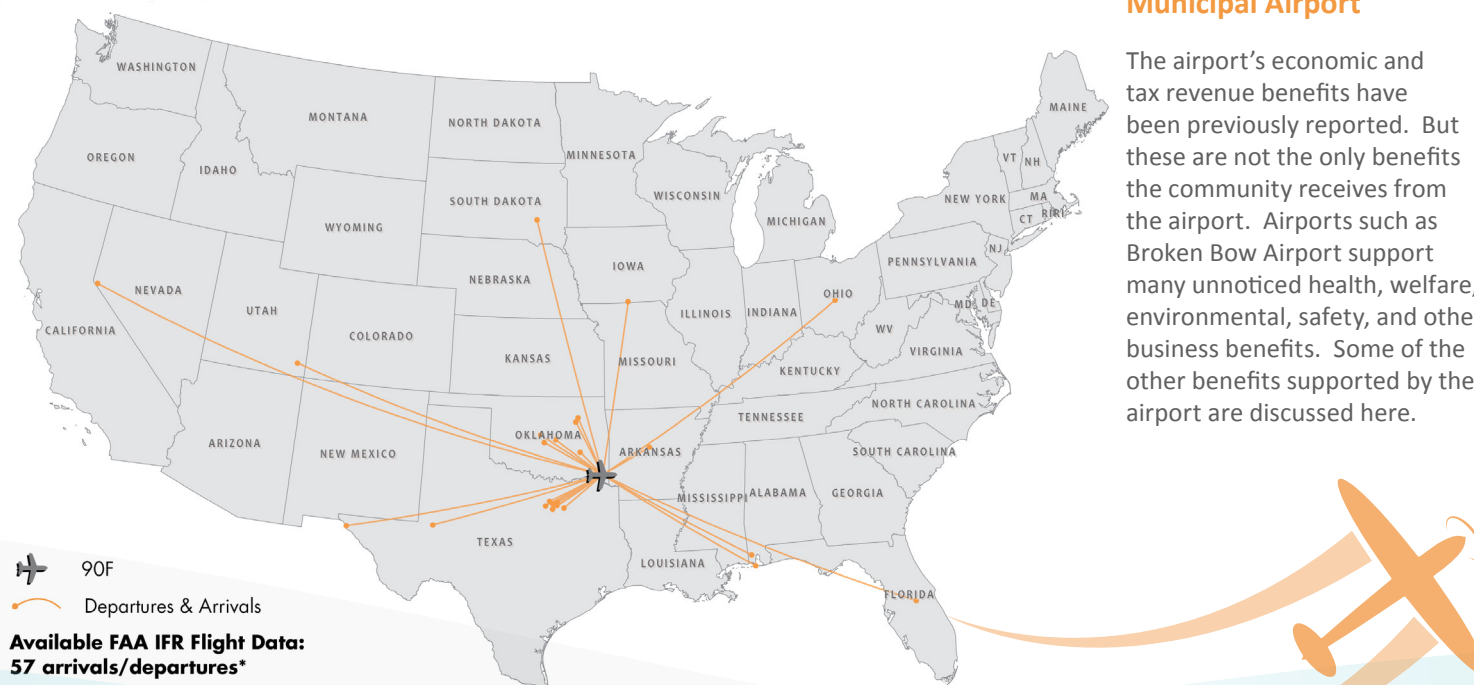 WASHINGTON
MONTANA
NORTH DAKOTA
MINNESOTA
MAINE
OREGON
IDAHO
WYOMING
SOUTH DAKOTA
WISCONSIN
MICHIGAN
NEW YORK
VT
NH
MA
CT
RI
RI
NEVADA
UTAH
COLORADO
NEBRASKA
IOWA
ILLINOIS
INDIANA
OHIO
PENNSYLVANIA
NJ
MD
DE
WV
VIRGINIA
CALIFORNIA
KANSAS
MISSOURI
KENTUCKY
ARIZONA
NEW MEXICO
OKLAHOMA
ARKANSAS
TENNESSEE
NORTH CAROLINA
SOUTH CAROLINA
TEXAS
LOUISIANA
MISSISSIPPI
ALABAMA
GEORGIA
FLORIDA
90F
Departures & Arrivals
Available FAA IFR Flight Data:
57 arrivals/departures*
Municipal Airport
The airport’s economic and
tax revenue benefits have
been previously reported.  But
these are not the only benefits
the community receives from
the airport.  Airports such as
Broken Bow Airport support
many unnoticed health, welfare,
environmental, safety, and othe
business benefits.  Some of the
other benefits supported by the
airport are discussed here.